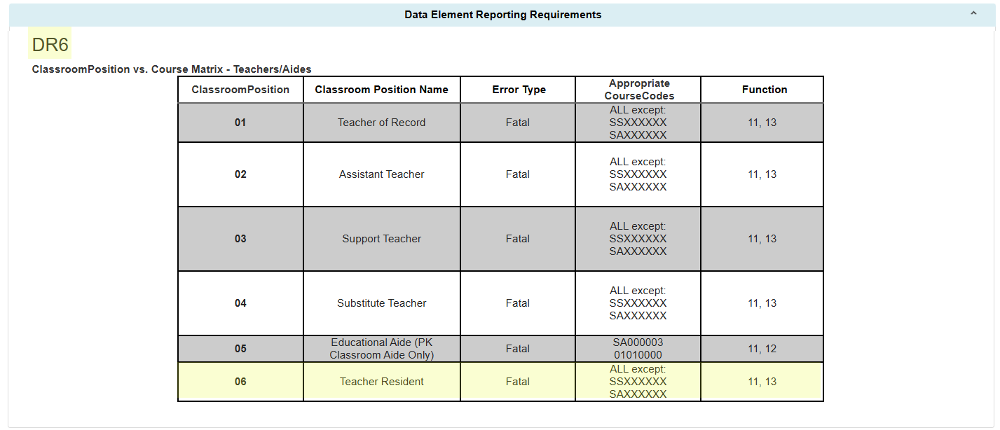 Data Element Reporting Requirements
DR6
ClassroomPosition vs. Course Matrix - Teachers/Aides
ClassroomPosition Classroom Position Name Error Type Appropriate CourseCodes Function
01 Teacher of Record Fatal ALL except: SSXXXXXX SAXXXXXX 11, 13
02 Assistant Teacher Fatal ALL except: SSXXXXXX SAXXXXXX 11, 13
03 Support Teacher Fatal ALL except: SSXXXXXX SAXXXXXX 11, 13
04 Substitute Teacher Fatal ALL except: SSXXXXXX SAXXXXXX 11, 13
05 Educational Aide (PK Classroom Aide Only) Fatal SA000003 01010000 11, 12
06 Teacher Resident Fatal ALL except: SSXXXXXX SAXXXXXX 11, 13